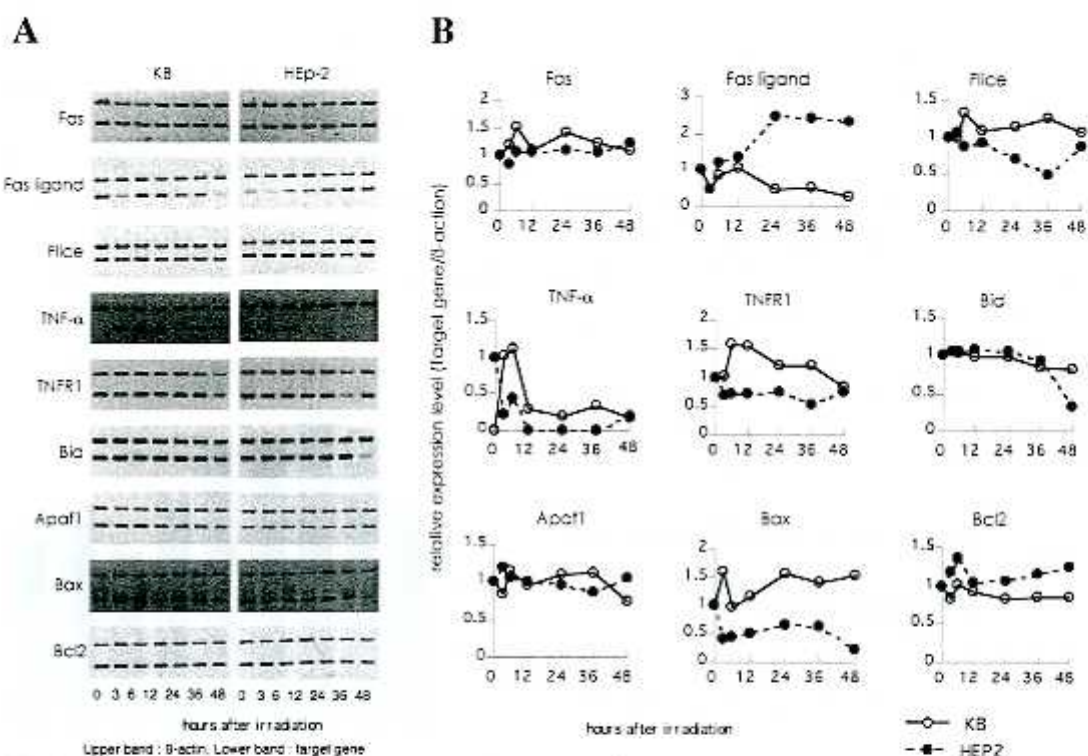 A
KB HEp-2
Fas
Fas ligand
Flice
TNF-α
TNFR1
Bid
Apaf1
Bax
Bcl2
0 3 6 12 24 36 48 0 3 6 12 24 36 48
hours after irradiation
Upper band : β-actin, Lower band : target gene
B
relative expression level (Target gene/β-action)
Fas
2
1.5
1
0.5
0
0 12 24 36 48
Fas ligand
3
2
1
0
0 12 24 36 48
Flice
1.5
1
0.5
0
0 12 24 36 48
TNF-α
1.5
1
0.5
0
0 12 24 36 48
TNFR1
2
1.5
1
0.5
0
0 12 24 36 48
Bid
1.5
1
0.5
0
0 12 24 36 48
Apaf1
1.5
1
0.5
0
0 12 24 36 48
Bax
2
1.5
1
0.5
0
0 12 24 36 48
Bcl2
1.5
1
0.5
0
0 12 24 36 48
hours after irradiation
KB
HEP2